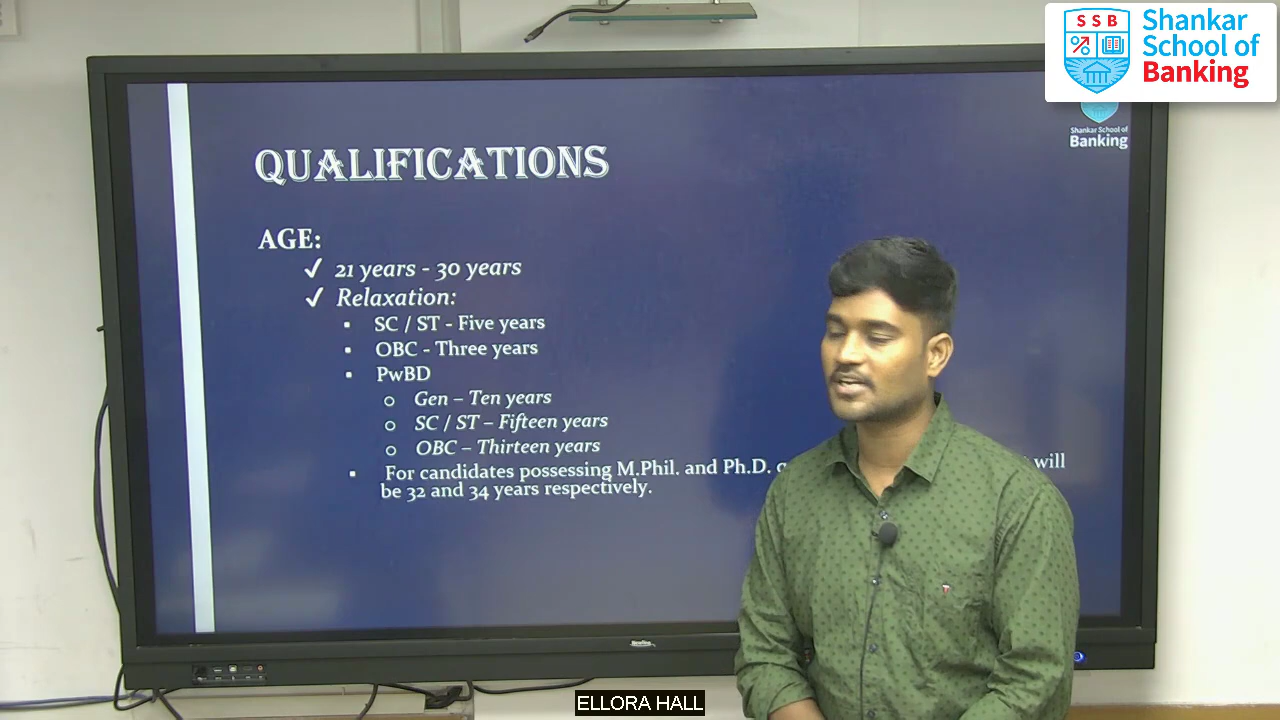 S S B
Shankar
School of
Banking
Shankar School of
Banking
QUALIFICATIONS
AGE:
✓ 21 years - 30 years
✓ Relaxation:
▪ SC / ST - Five years
▪ OBC - Three years
▪ PwBD
o Gen – Ten years
o SC / ST – Fifteen years
o OBC – Thirteen years
▪ For candidates possessing M.Phil. and Ph.D. will
be 32 and 34 years respectively.
ELLORA HALL